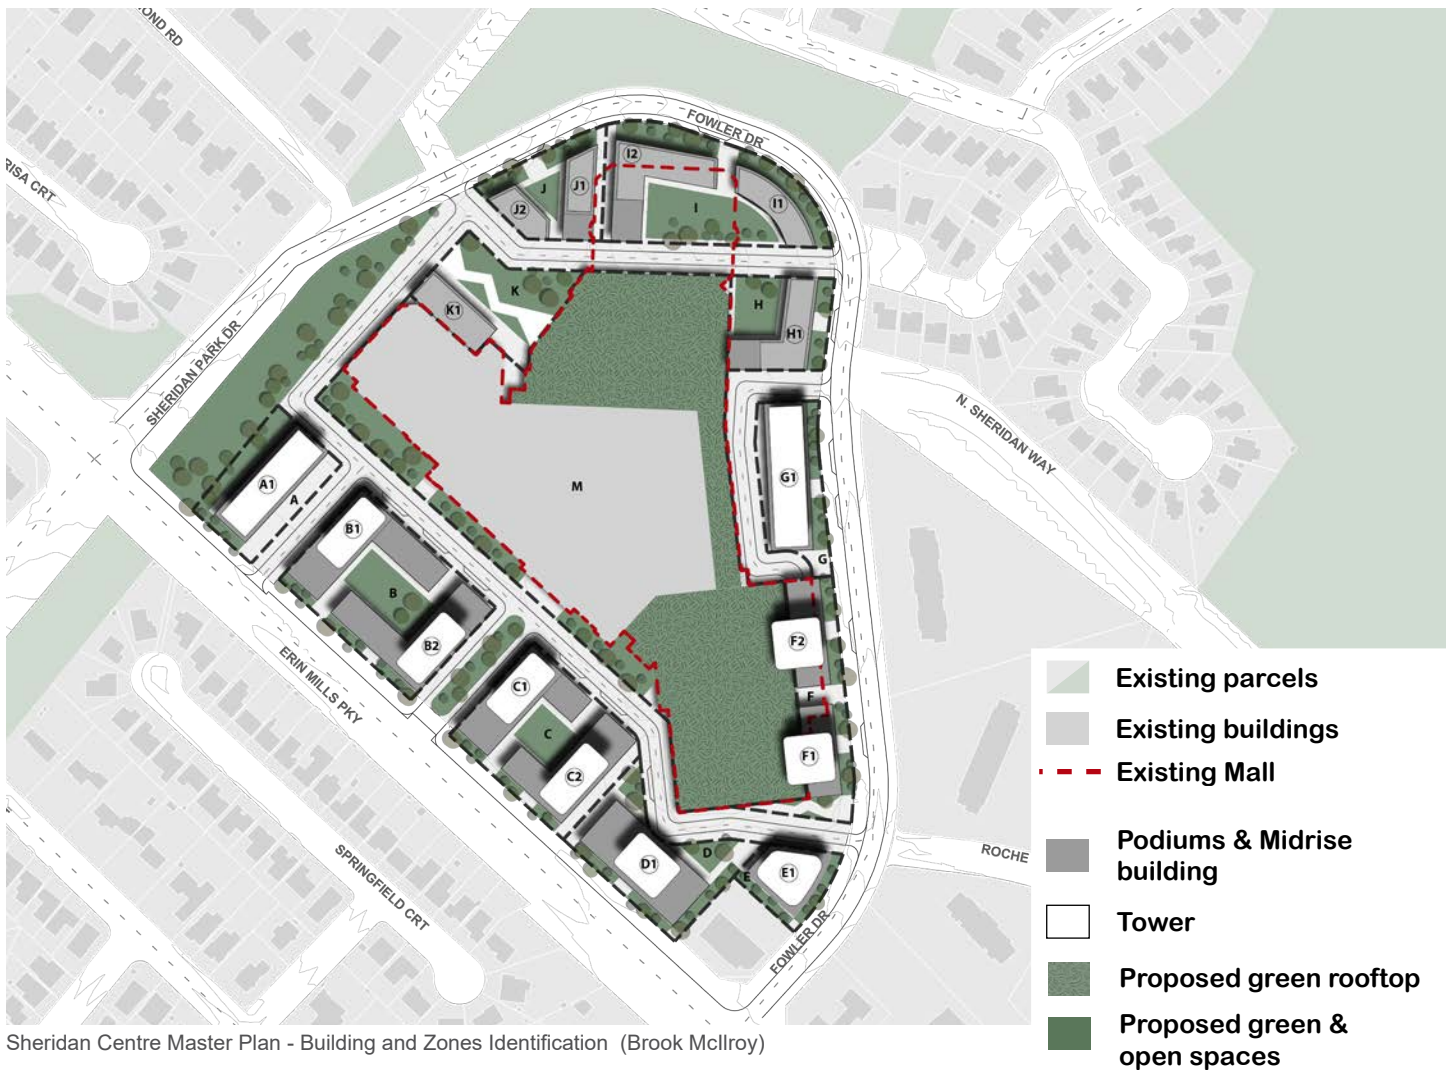 OND RD
FOWLER DR
RISA CRT
I2
J
J1
J2
I
I1
K
K1
H
H1
SHERIDAN PARK DR
N. SHERIDAN WAY
A1
A
M
G1
B1
G
B
B2
F2
ERIN MILLS PKY
C1
F
C
F1
C2
D1
D
E
E1
ROCHE
SPRINGFIELD CRT
FOWLER DR
Existing parcels
Existing buildings
Existing Mall
Podiums & Midrise
building
Tower
Proposed green rooftop
Proposed green &
open spaces
Sheridan Centre Master Plan - Building and Zones Identification (Brook McIlroy)